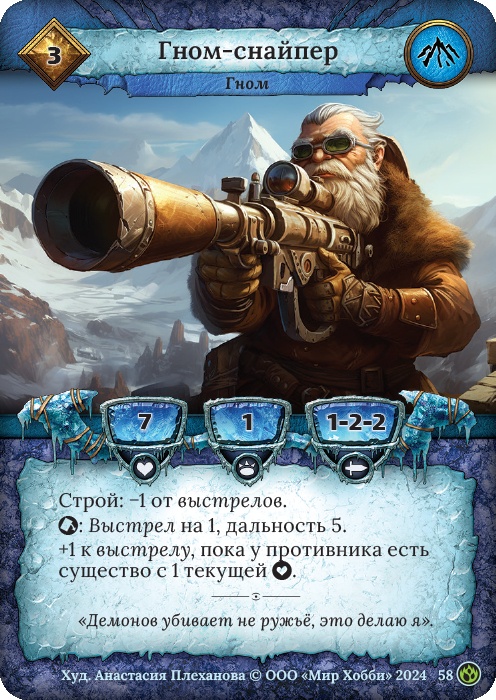 3
Гном-снайпер
Гном
7
1
1-2-2
Строй: −1 от выстрелов.
: Выстрел на 1, дальность 5.
+1 к выстрелу, пока у противника есть
существо с 1 текущей .
«Демонов убивает не ружьё, это делаю я».
Худ. Анастасия Плеханова © ООО «Мир Хобби» 2024 58